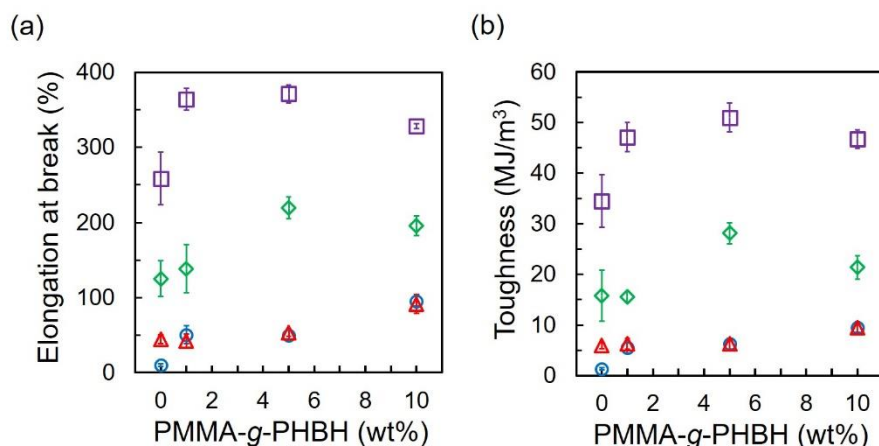 (a)
Elongation at break (%)
400
300
200
100
0
0 2 4 6 8 10
PMMA-g-PHBH (wt%)
(b)
Toughness (MJ/m³)
60
50
40
30
20
10
0
0 2 4 6 8 10
PMMA-g-PHBH (wt%)